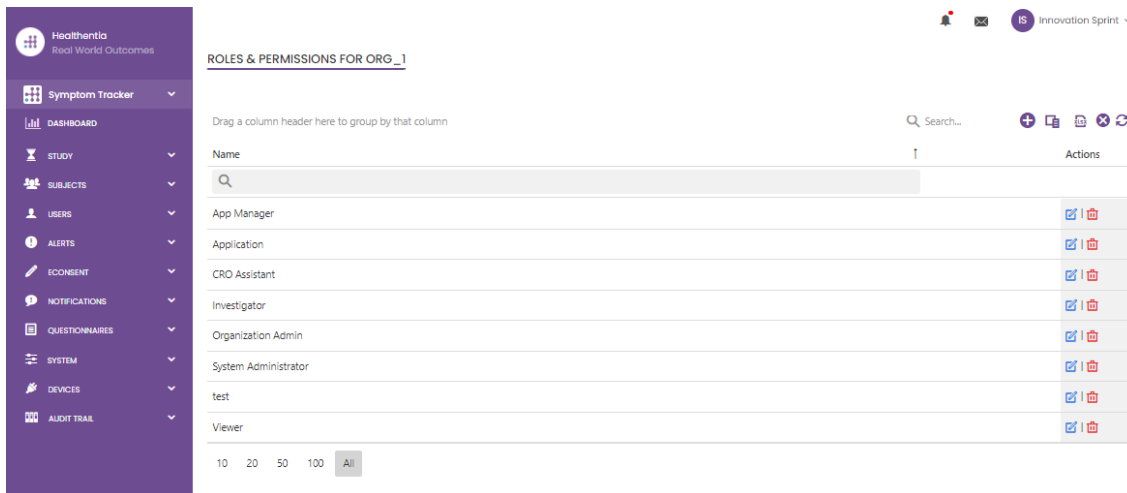 Healthentia
Real World Outcomes
Symptom Tracker
DASHBOARD
STUDY
SUBJECTS
USERS
ALERTS
ECONSENT
NOTIFICATIONS
QUESTIONNAIRES
SYSTEM
DEVICES
AUDIT TRAIL
IS Innovation Sprint
ROLES & PERMISSIONS FOR ORG_1
Drag a column header here to group by that column
Search...
Name Actions
App Manager
Application
CRO Assistant
Investigator
Organization Admin
System Administrator
test
Viewer
10 20 50 100 All